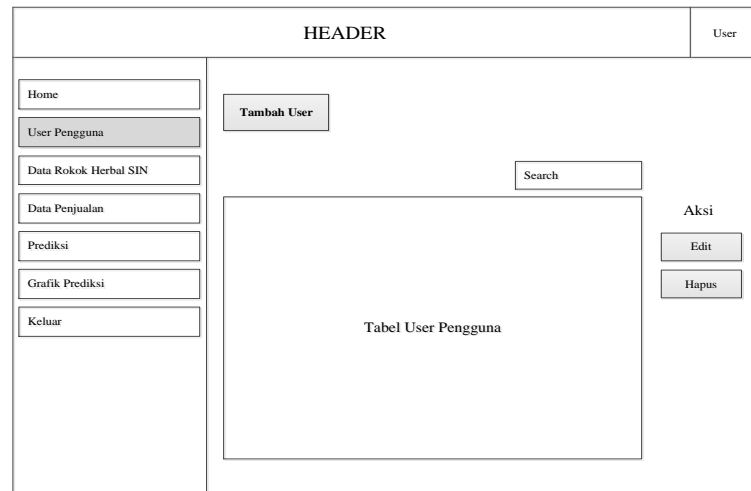 HEADER
User
Home
User Pengguna
Data Rokok Herbal SIN
Data Penjualan
Prediksi
Grafik Prediksi
Keluar
Tambah User
Search
Tabel User Pengguna
Aksi
Edit
Hapus